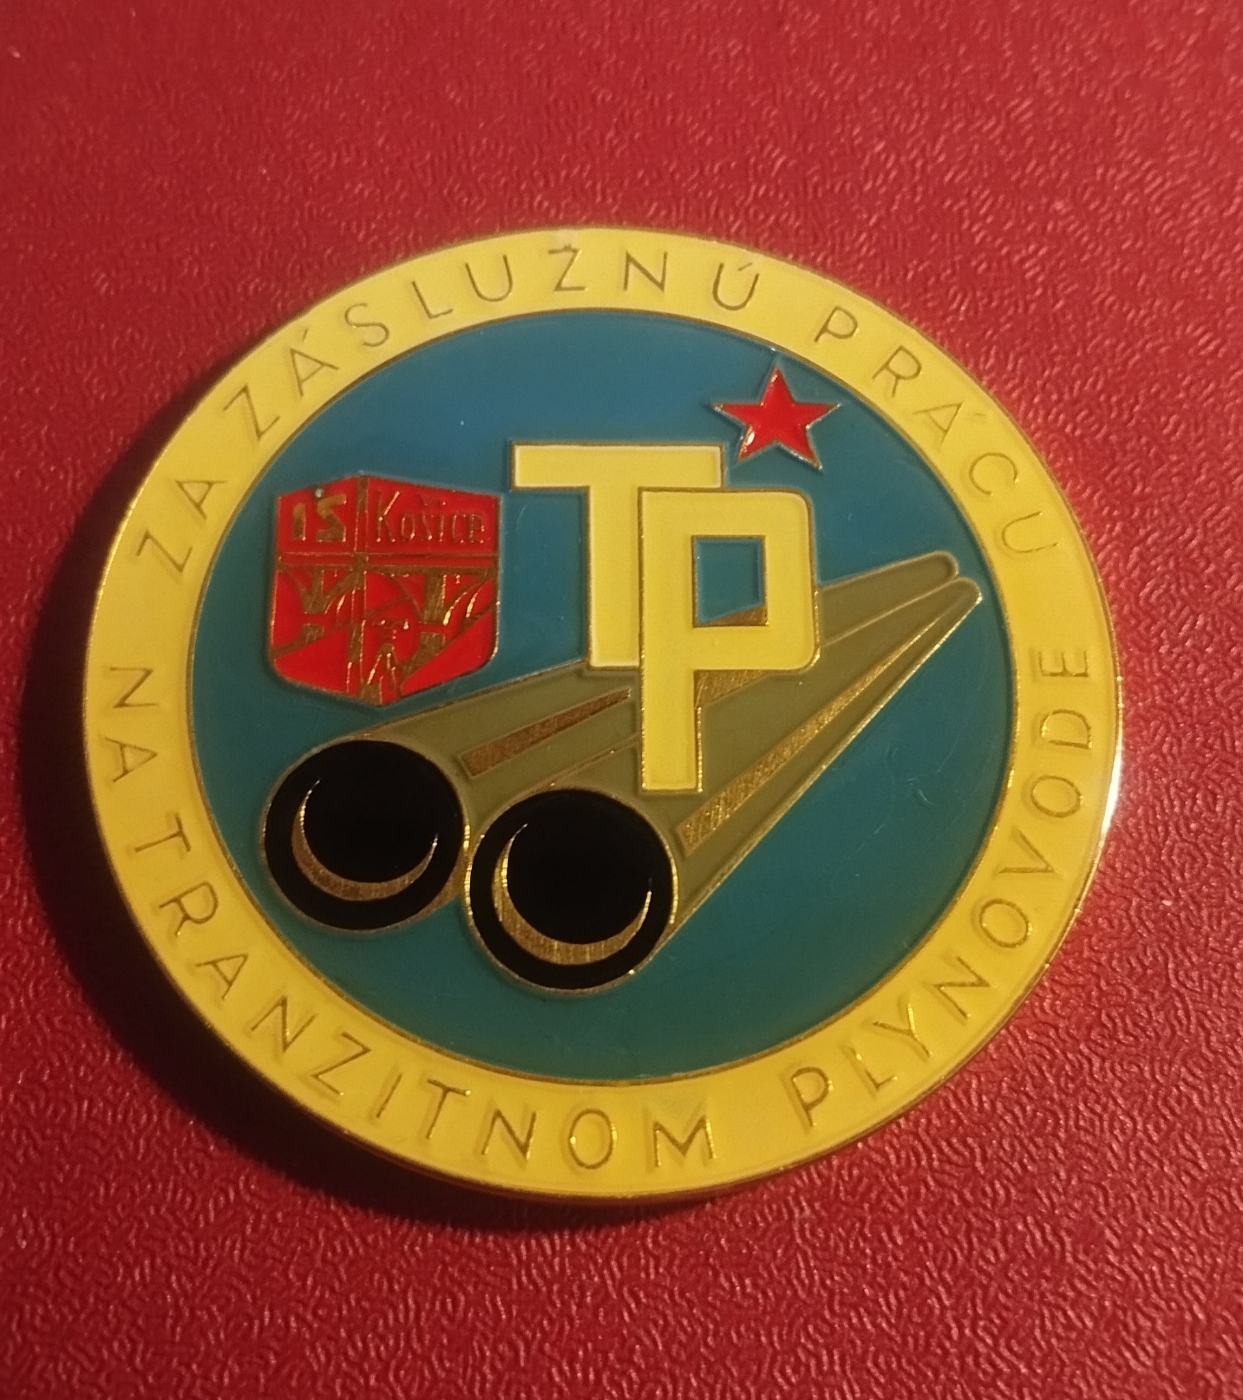 ZA ZÁSLUŽNÚ PRÁCU
NA TRANZITNOM PLYNOVODE
TP
IS Košice